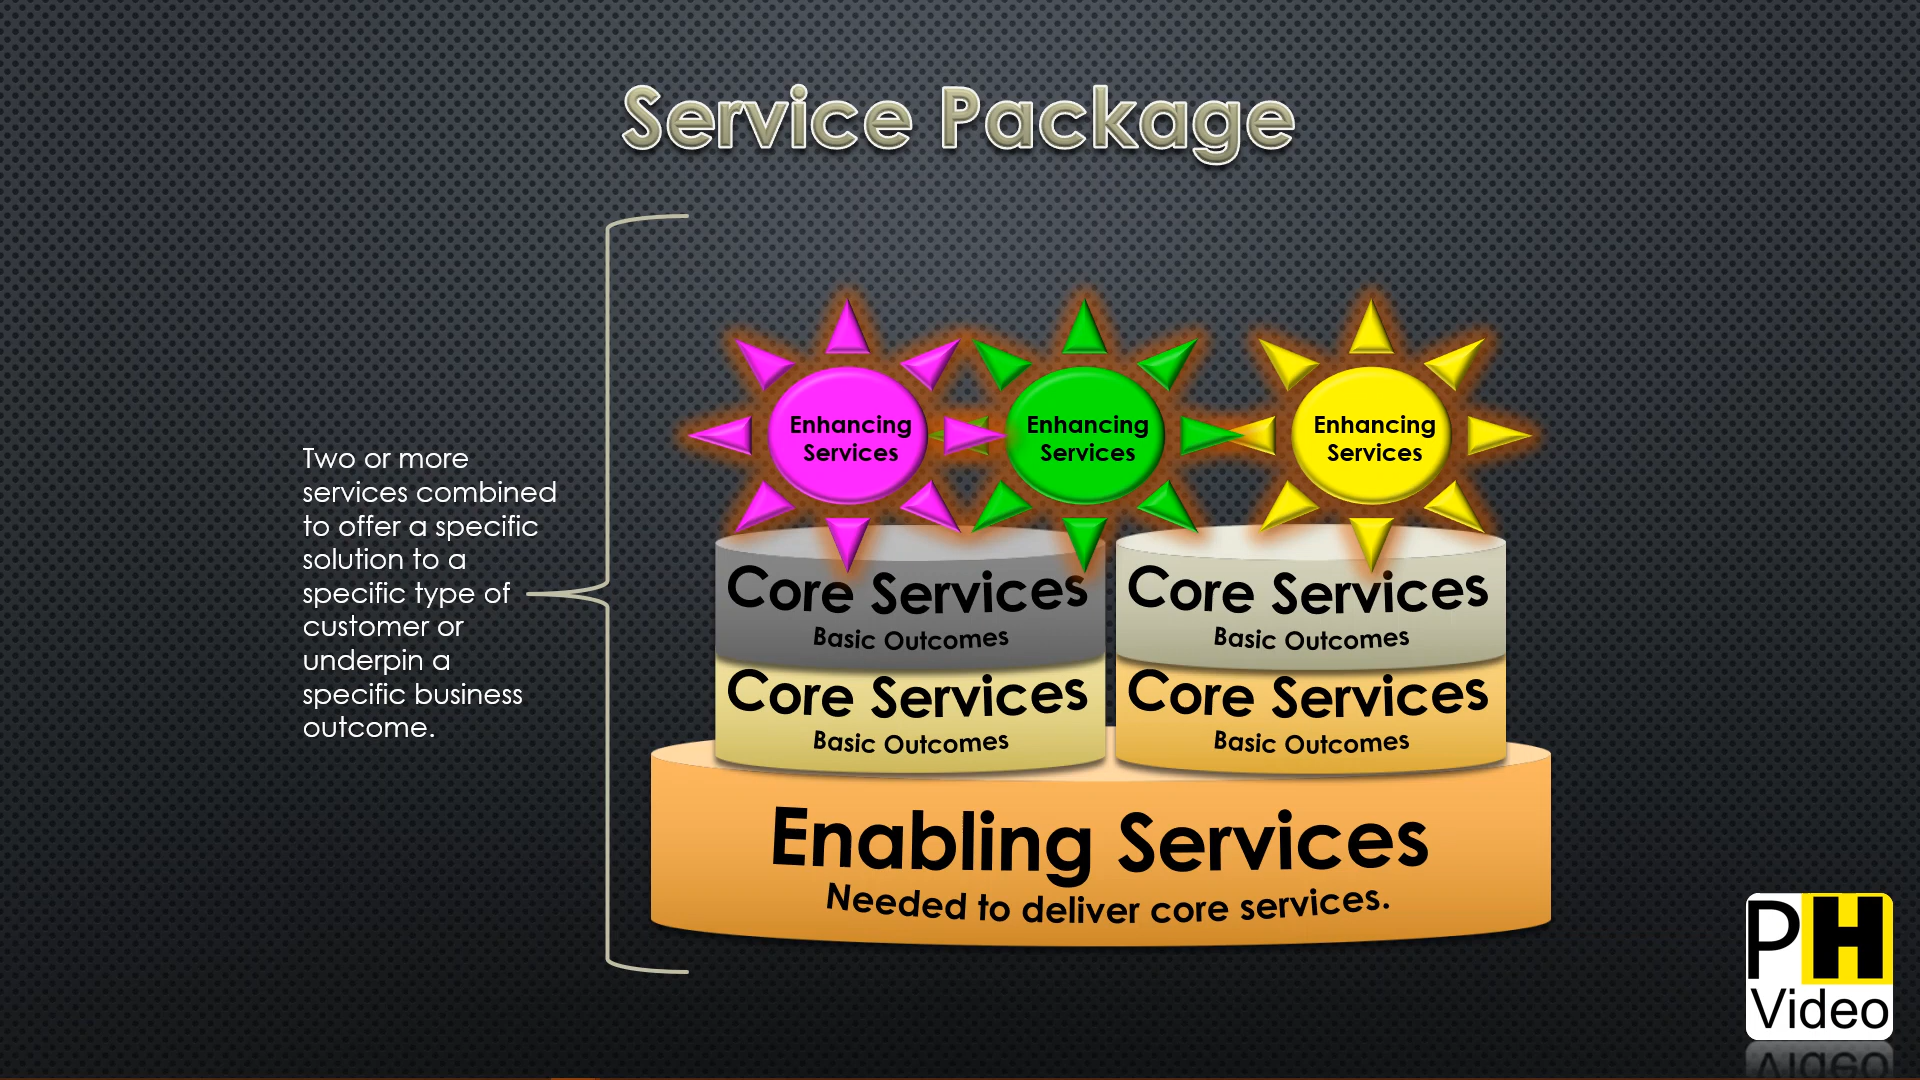 Service Package
Two or more
services combined
to offer a specific
solution to a
specific type of
customer or
underpin a
specific business
outcome.
Enhancing
Services
Enhancing
Services
Enhancing
Services
Core Services
Basic Outcomes
Core Services
Basic Outcomes
Core Services
Basic Outcomes
Core Services
Basic Outcomes
Enabling Services
Needed to deliver core services.
PH
Video